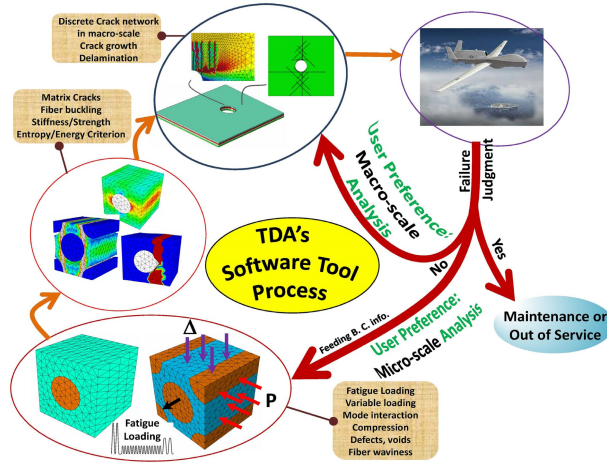 Discrete Crack network
in macro-scale
Crack growth
Delamination
Matrix Cracks
Fiber buckling
Stiffness/Strength
Entropy/Energy Criterion
User Preference:
Macro-scale
Analysis
Failure
Judgment
No
Yes
TDA's
Software Tool
Process
Maintenance or
Out of Service
Feeding B. C. info.
User Preference:
Micro-scale Analysis
Δ
P
Fatigue
Loading
Fatigue Loading
Variable loading
Mode interaction
Compression
Defects, voids
Fiber waviness